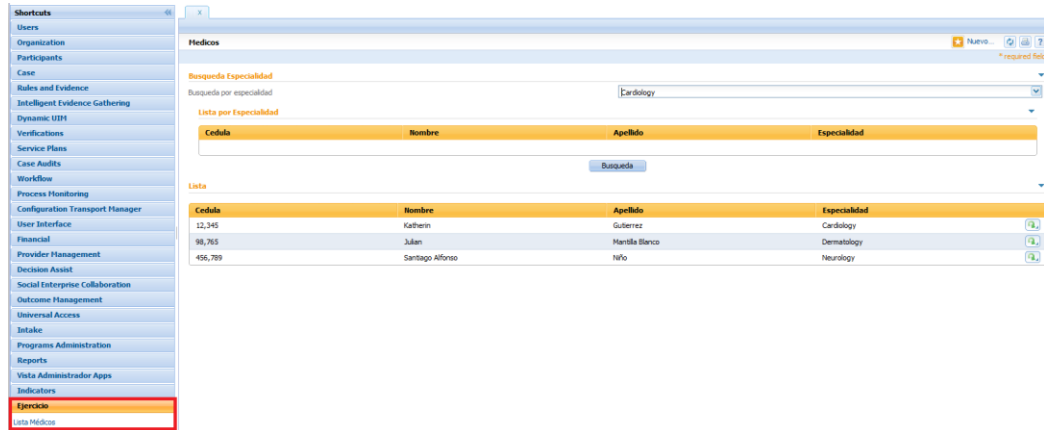 Shortcuts
Users
Organization
Participants
Case
Rules and Evidence
Intelligent Evidence Gathering
Dynamic UIM
Verifications
Service Plans
Case Audits
Workflow
Process Monitoring
Configuration Transport Manager
User Interface
Financial
Provider Management
Decision Assist
Social Enterprise Collaboration
Outcome Management
Universal Access
Intake
Programs Administration
Reports
Vista Administrador Apps
Indicators
Ejercicio
Lista Médicos
X
Medicos Nuevo... ?
* required field
Busqueda Especialidad
Busqueda por especialidad Cardiology
Lista por Especialidad
Cedula Nombre Apellido Especialidad
Busqueda
Lista
Cedula Nombre Apellido Especialidad
12,345 Katherin Gutierrez Cardiology
98,765 Julian Mantilla Blanco Dermatology
456,789 Santiago Alfonso Niño Neurology